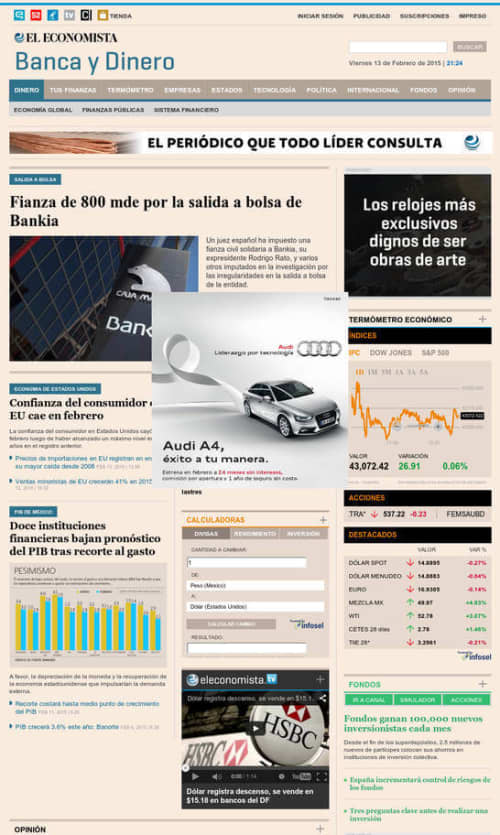 TIENDA
INICIAR SESIÓN PUBLICIDAD SUSCRIPCIONES IMPRESO
EL ECONOMISTA
Banca y Dinero
BUSCAR
Viernes 13 de Febrero de 2015 | 21:24
DINERO TUS FINANZAS TERMÓMETRO EMPRESAS ESTADOS TECNOLOGÍA POLÍTICA INTERNACIONAL FONDOS OPINIÓN
ECONOMÍA GLOBAL FINANZAS PÚBLICAS SISTEMA FINANCIERO
EL PERIÓDICO QUE TODO LÍDER CONSULTA
SALIDA A BOLSA
Fianza de 800 mde por la salida a bolsa de
Bankia
Un juez español ha impuesto una
fianza civil solidaria a Bankia, su
expresidente Rodrigo Rato, y varios
otros imputados en la investigación por
las irregularidades en la salida a bolsa
de la entidad.
CAJA MA
Bank
Los relojes más
exclusivos
dignos de ser
obras de arte
Audi
Liderazgo por tecnología
Audi A4,
éxito a tu manera.
Estrena en febrero a 24 meses sin intereses,
comisión por apertura y 1 año de seguro sin costo.
ECONOMÍA DE ESTADOS UNIDOS
Confianza del consumidor
EU cae en febrero
La confianza del consumidor en Estados Unidos cayó
febrero luego de haber alcanzado un máximo nivel
años en el registro anterior.
Precios de importaciones en EU registran en
su mayor caída desde 2008
Ventas minoristas de EU crecerán 41% en 2015
PIB DE MÉXICO
Doce instituciones
financieras bajan pronóstico
del PIB tras recorte al gasto
PESIMISMO
A favor, la depreciación de la moneda y la recuperación de
la economía estadounidense que impulsarían la demanda
externa.
Recorte costará hasta medio punto de crecimiento
del PIB
PIB crecerá 3.6% este año: Banorte
OPINIÓN
lastres
CALCULADORAS
DIVISAS RENDIMIENTO INVERSIÓN
CANTIDAD A CAMBIAR:
1
DE:
Peso (Mexico)
A:
Dolar (Estados Unidos)
CALCULAR CAMBIO
infosel
RESULTADO:
eleconomista.TV
Dólar registra descenso, se vende en $15.1
HSBC
HSBC
0:00 / 1:14
YouTube
Dólar registra descenso, se vende en
$15.18 en bancos del DF
TERMÓMETRO ECONÓMICO
ÍNDICES
IPC DOW JONES S&P 500
1D 1M 3M 1A 3A 5A
VALOR VARIACIÓN
43,072.42 26.91 0.06%
ACCIONES
TRA* 537.22 -0.23 FEMSAUBD
DESTACADOS
VALOR VAR %
DÓLAR SPOT 14.8895 -0.27%
DÓLAR MENUDEO 14.8883 -0.04%
EURO 16.9305 -0.14%
MEZCLA MX 49.97 +4.03%
WTI 52.78 +3.07%
CETES 28 días 2.78 +1.46%
TIIE 28* 3.2961 -0.21%
infosel
FONDOS
IR A CANAL SIMULADOR ACCIONES
Fondos ganan 100,000 nuevos
inversionistas cada mes
Desde el fin de los superdepósitos, 2.5 millones de
nuevos de partícipes colocan sus ahorros en
instituciones de inversión colectiva.
España incrementará control de riesgos de
los fondos
Tres preguntas clave antes de realizar una
inversión